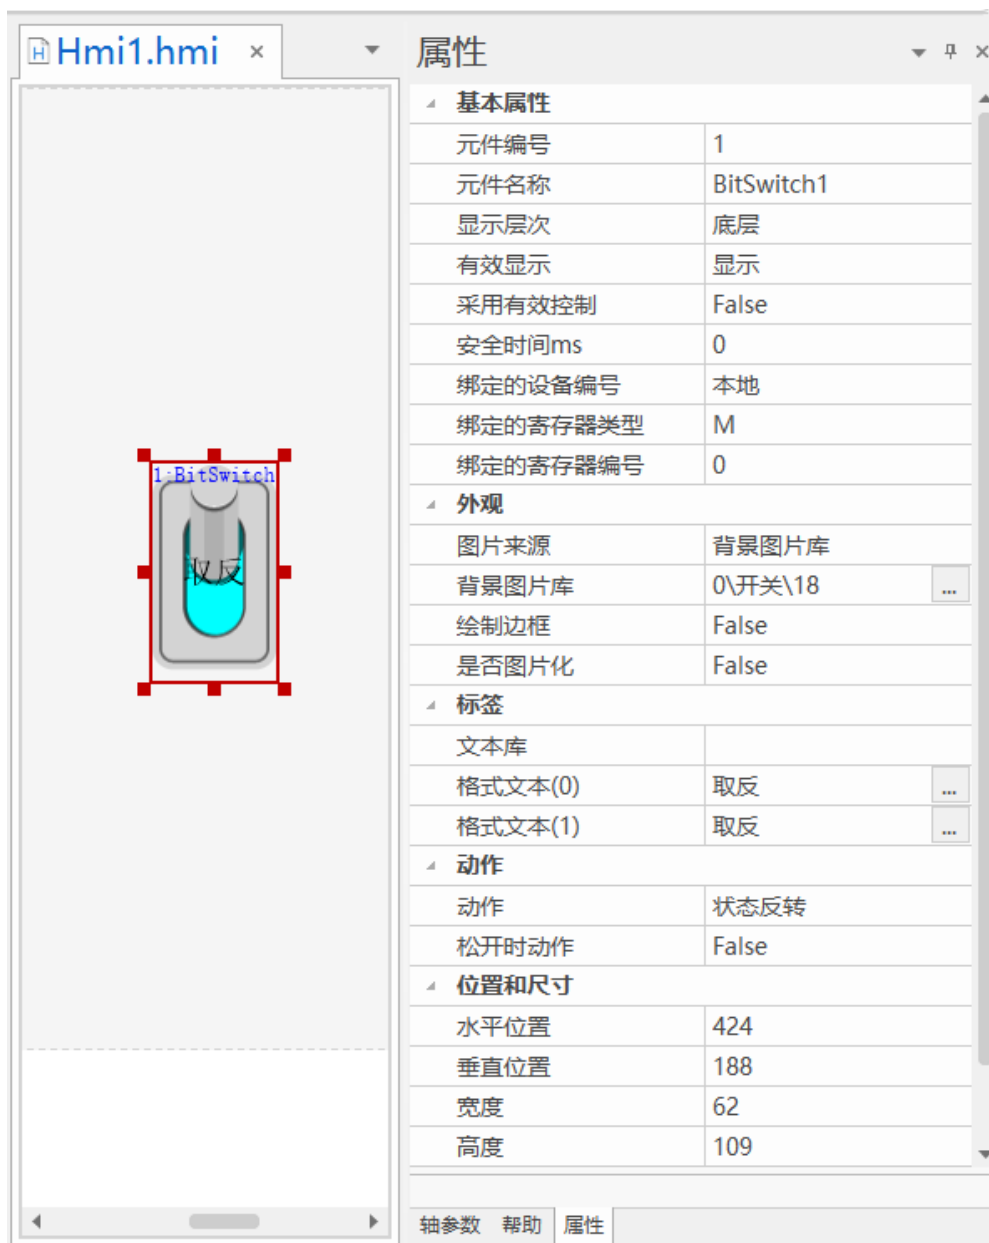 Hmi1.hmi
1:BitSwitch
取反
属性
基本属性
元件编号 1
元件名称 BitSwitch1
显示层次 底层
有效显示 显示
采用有效控制 False
安全时间ms 0
绑定的设备编号 本地
绑定的寄存器类型 M
绑定的寄存器编号 0
外观
图片来源 背景图片库
背景图片库 0\开关\18 ...
绘制边框 False
是否图片化 False
标签
文本库
格式文本(0) 取反 ...
格式文本(1) 取反 ...
动作
动作 状态反转
松开时动作 False
位置和尺寸
水平位置 424
垂直位置 188
宽度 62
高度 109
轴参数 帮助 属性